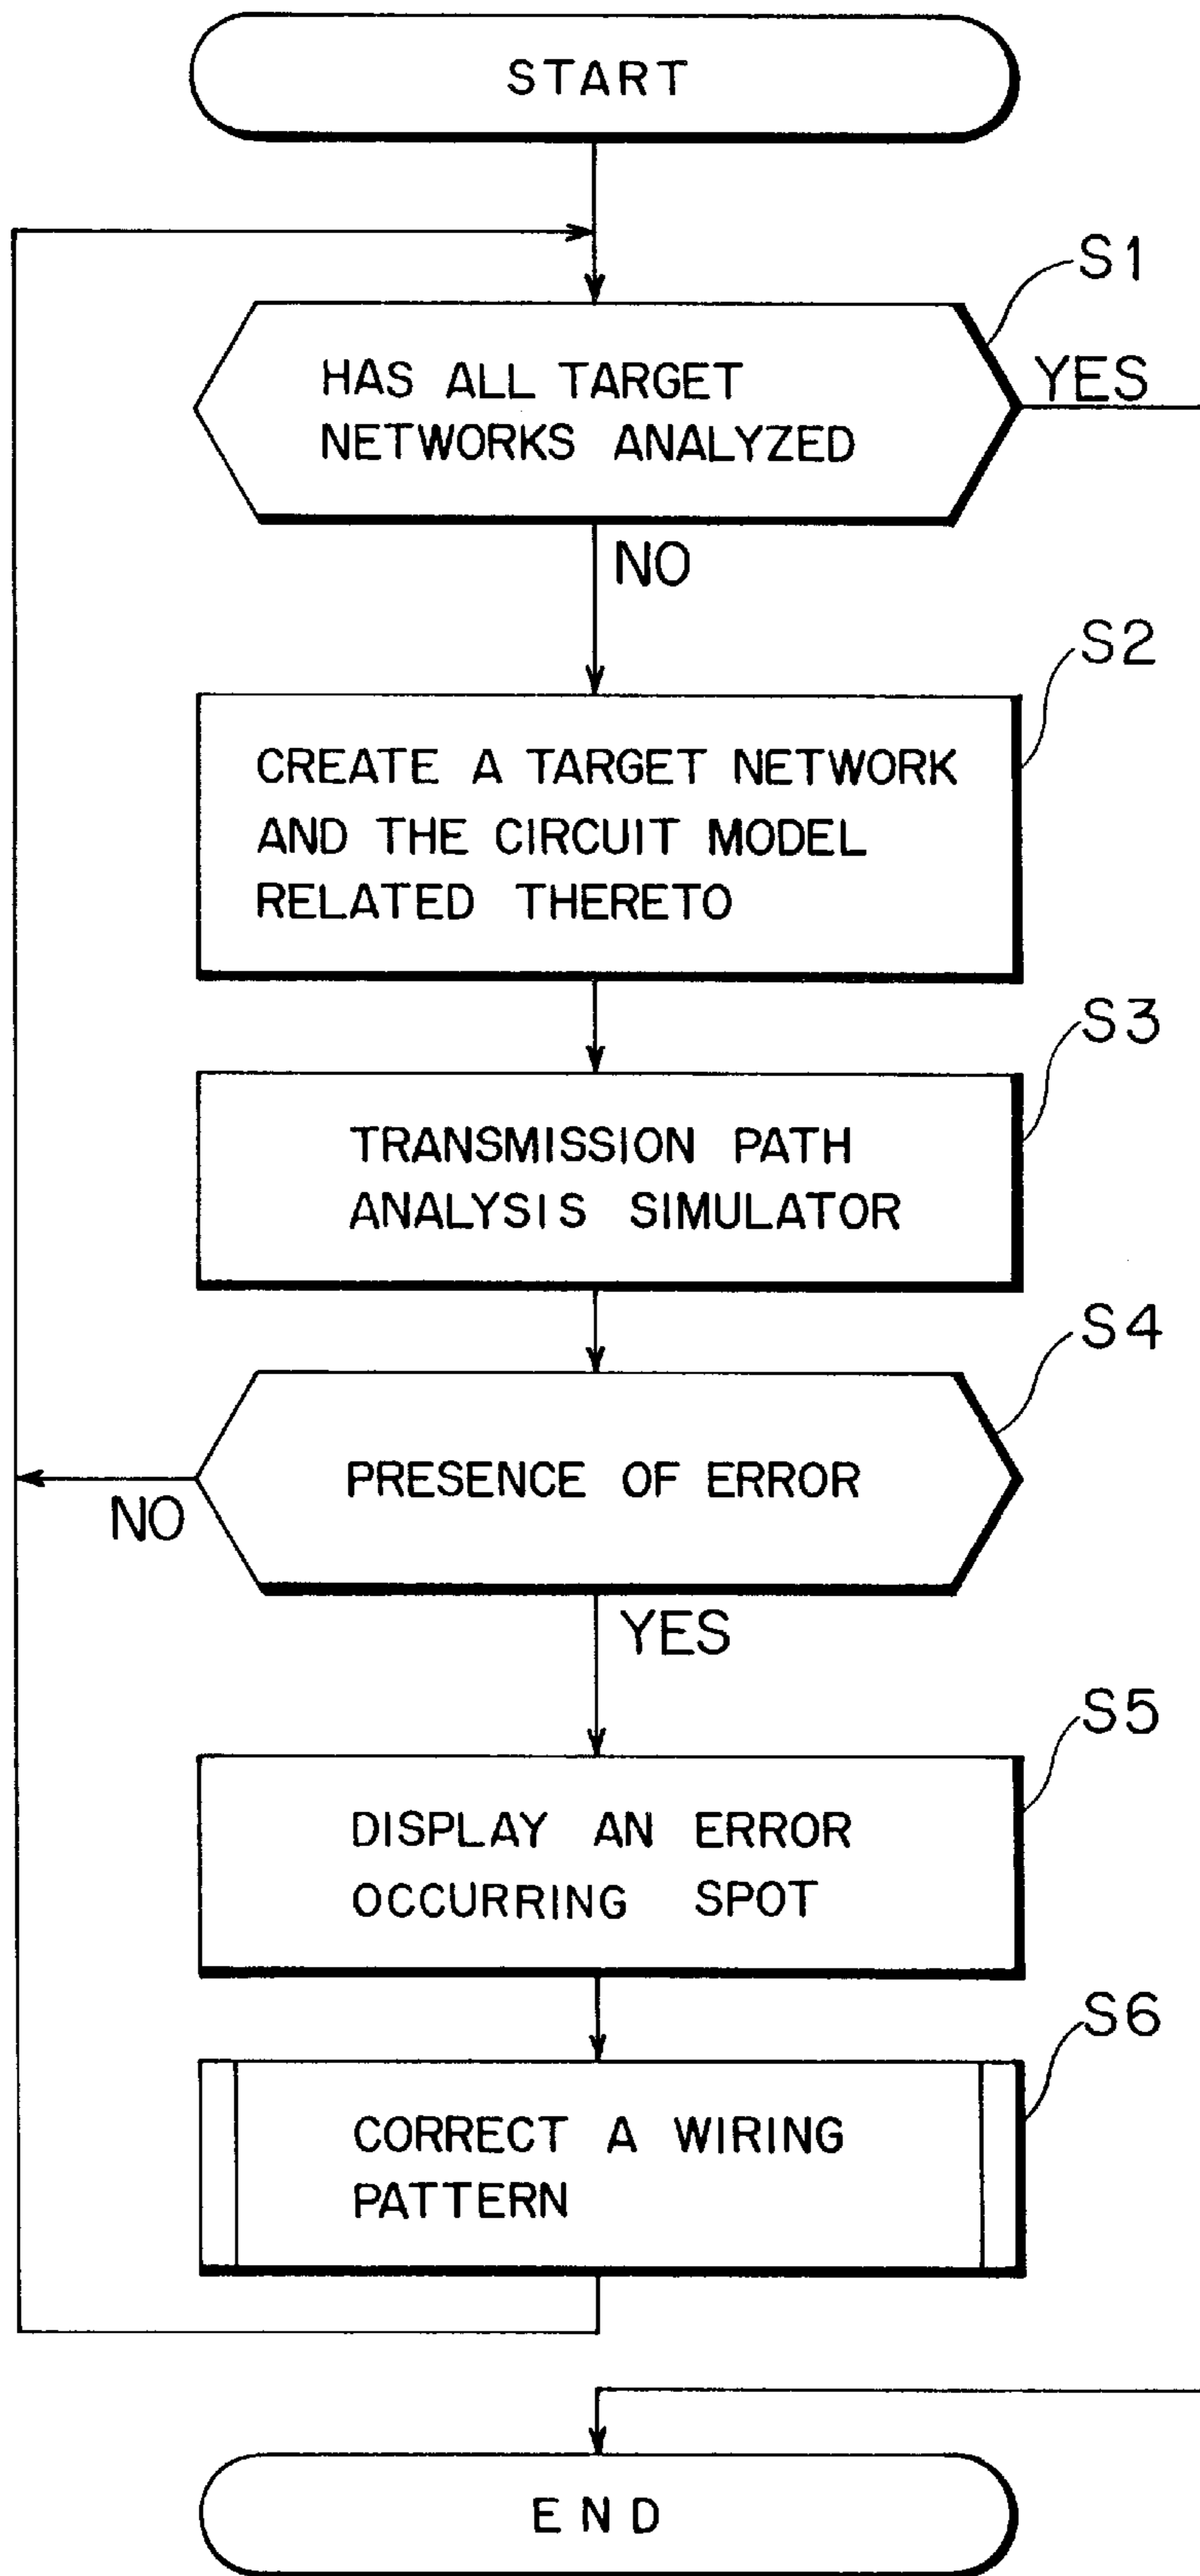 START
S1
HAS ALL TARGET
NETWORKS ANALYZED
YES
NO
S2
CREATE A TARGET NETWORK
AND THE CIRCUIT MODEL
RELATED THERETO
S3
TRANSMISSION PATH
ANALYSIS SIMULATOR
S4
PRESENCE OF ERROR
NO
YES
S5
DISPLAY AN ERROR
OCCURRING SPOT
S6
CORRECT A WIRING
PATTERN
END